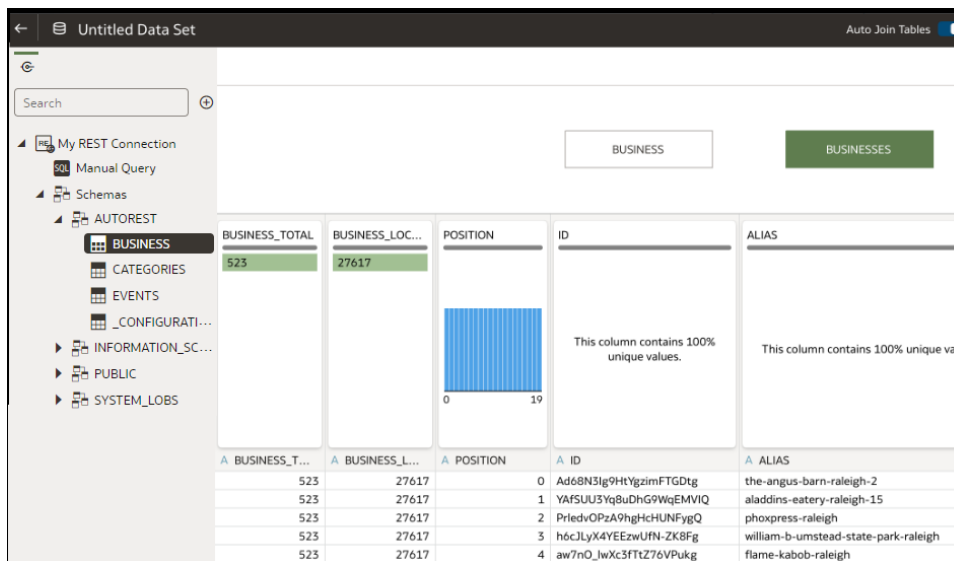 Untitled Data Set
Auto Join Tables
Search
My REST Connection
SQL Manual Query
Schemas
AUTOREST
BUSINESS
CATEGORIES
EVENTS
_CONFIGURATI...
INFORMATION_SC...
PUBLIC
SYSTEM_LOBS
BUSINESS BUSINESSES
BUSINESS_TOTAL BUSINESS_LOC... POSITION ID ALIAS
523 27617
This column contains 100%
unique values.
This column contains 100% unique va
0 19
A BUSINESS_T... A BUSINESS_L... A POSITION A ID A ALIAS
523 27617 0 Ad68N3Ig9HtYgzimFTGDtg the-angus-barn-raleigh-2
523 27617 1 YAfSUU3Yq8uDhG9WqEMVIQ aladdins-eatery-raleigh-15
523 27617 2 PrledvOPzA9hgHcHUNFygQ phoxpress-raleigh
523 27617 3 h6cJLyX4YEEzwUfN-ZK8Fg william-b-umstead-state-park-raleigh
523 27617 4 aw7nO_lwXc3fTtZ76VPukg flame-kabob-raleigh